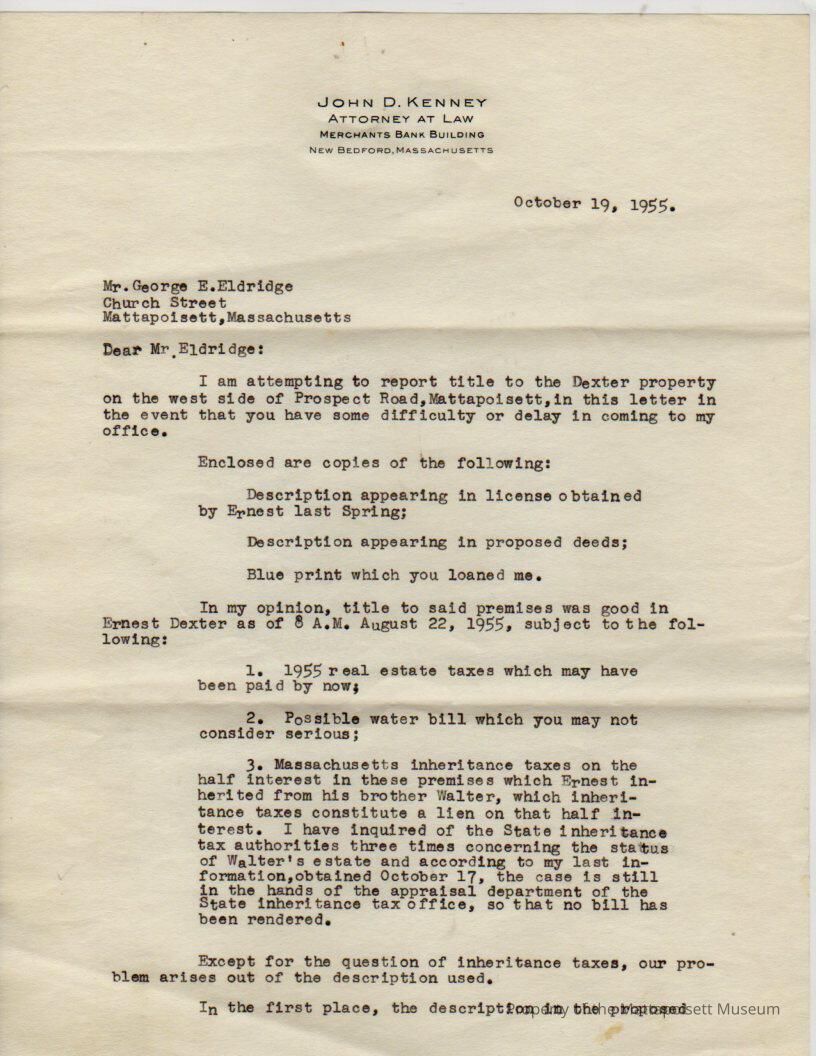 JOHN D. KENNEY
ATTORNEY AT LAW
MERCHANTS BANK BUILDING
NEW BEDFORD, MASSACHUSETTS
October 19, 1955.
Mr. George E.Eldridge
Church Street
Mattapoisett,Massachusetts
Dear Mr.Eldridge:
I am attempting to report title to the Dexter property
on the west side of Prospect Road,Mattapoisett,in this letter in
the event that you have some difficulty or delay in coming to my
office.
Enclosed are copies of the following:
Description appearing in license obtained
by Ernest last Spring;
Description appearing in proposed deeds;
Blue print which you loaned me.
In my opinion, title to said premises was good in
Ernest Dexter as of 8 A.M. August 22, 1955, subject to the fol-
lowing:
1. 1955 real estate taxes which may have
been paid by now;
2. Possible water bill which you may not
consider serious;
3. Massachusetts inheritance taxes on the
half interest in these premises which Ernest in-
herited from his brother Walter, which inheri-
tance taxes constitute a lien on that half in-
terest. I have inquired of the State inheritance
tax authorities three times concerning the status
of Walter's estate and according to my last in-
formation,obtained October 17, the case is still
in the hands of the appraisal department of the
State inheritance tax office, so that no bill has
been rendered.
Except for the question of inheritance taxes, our pro-
blem arises out of the description used.
In the first place, the description in the proposed
Property of the Mattapoisett Museum